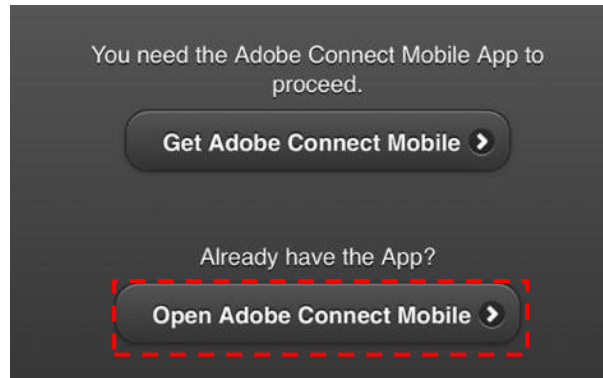 You need the Adobe Connect Mobile App to
proceed.
Get Adobe Connect Mobile
Already have the App?
Open Adobe Connect Mobile